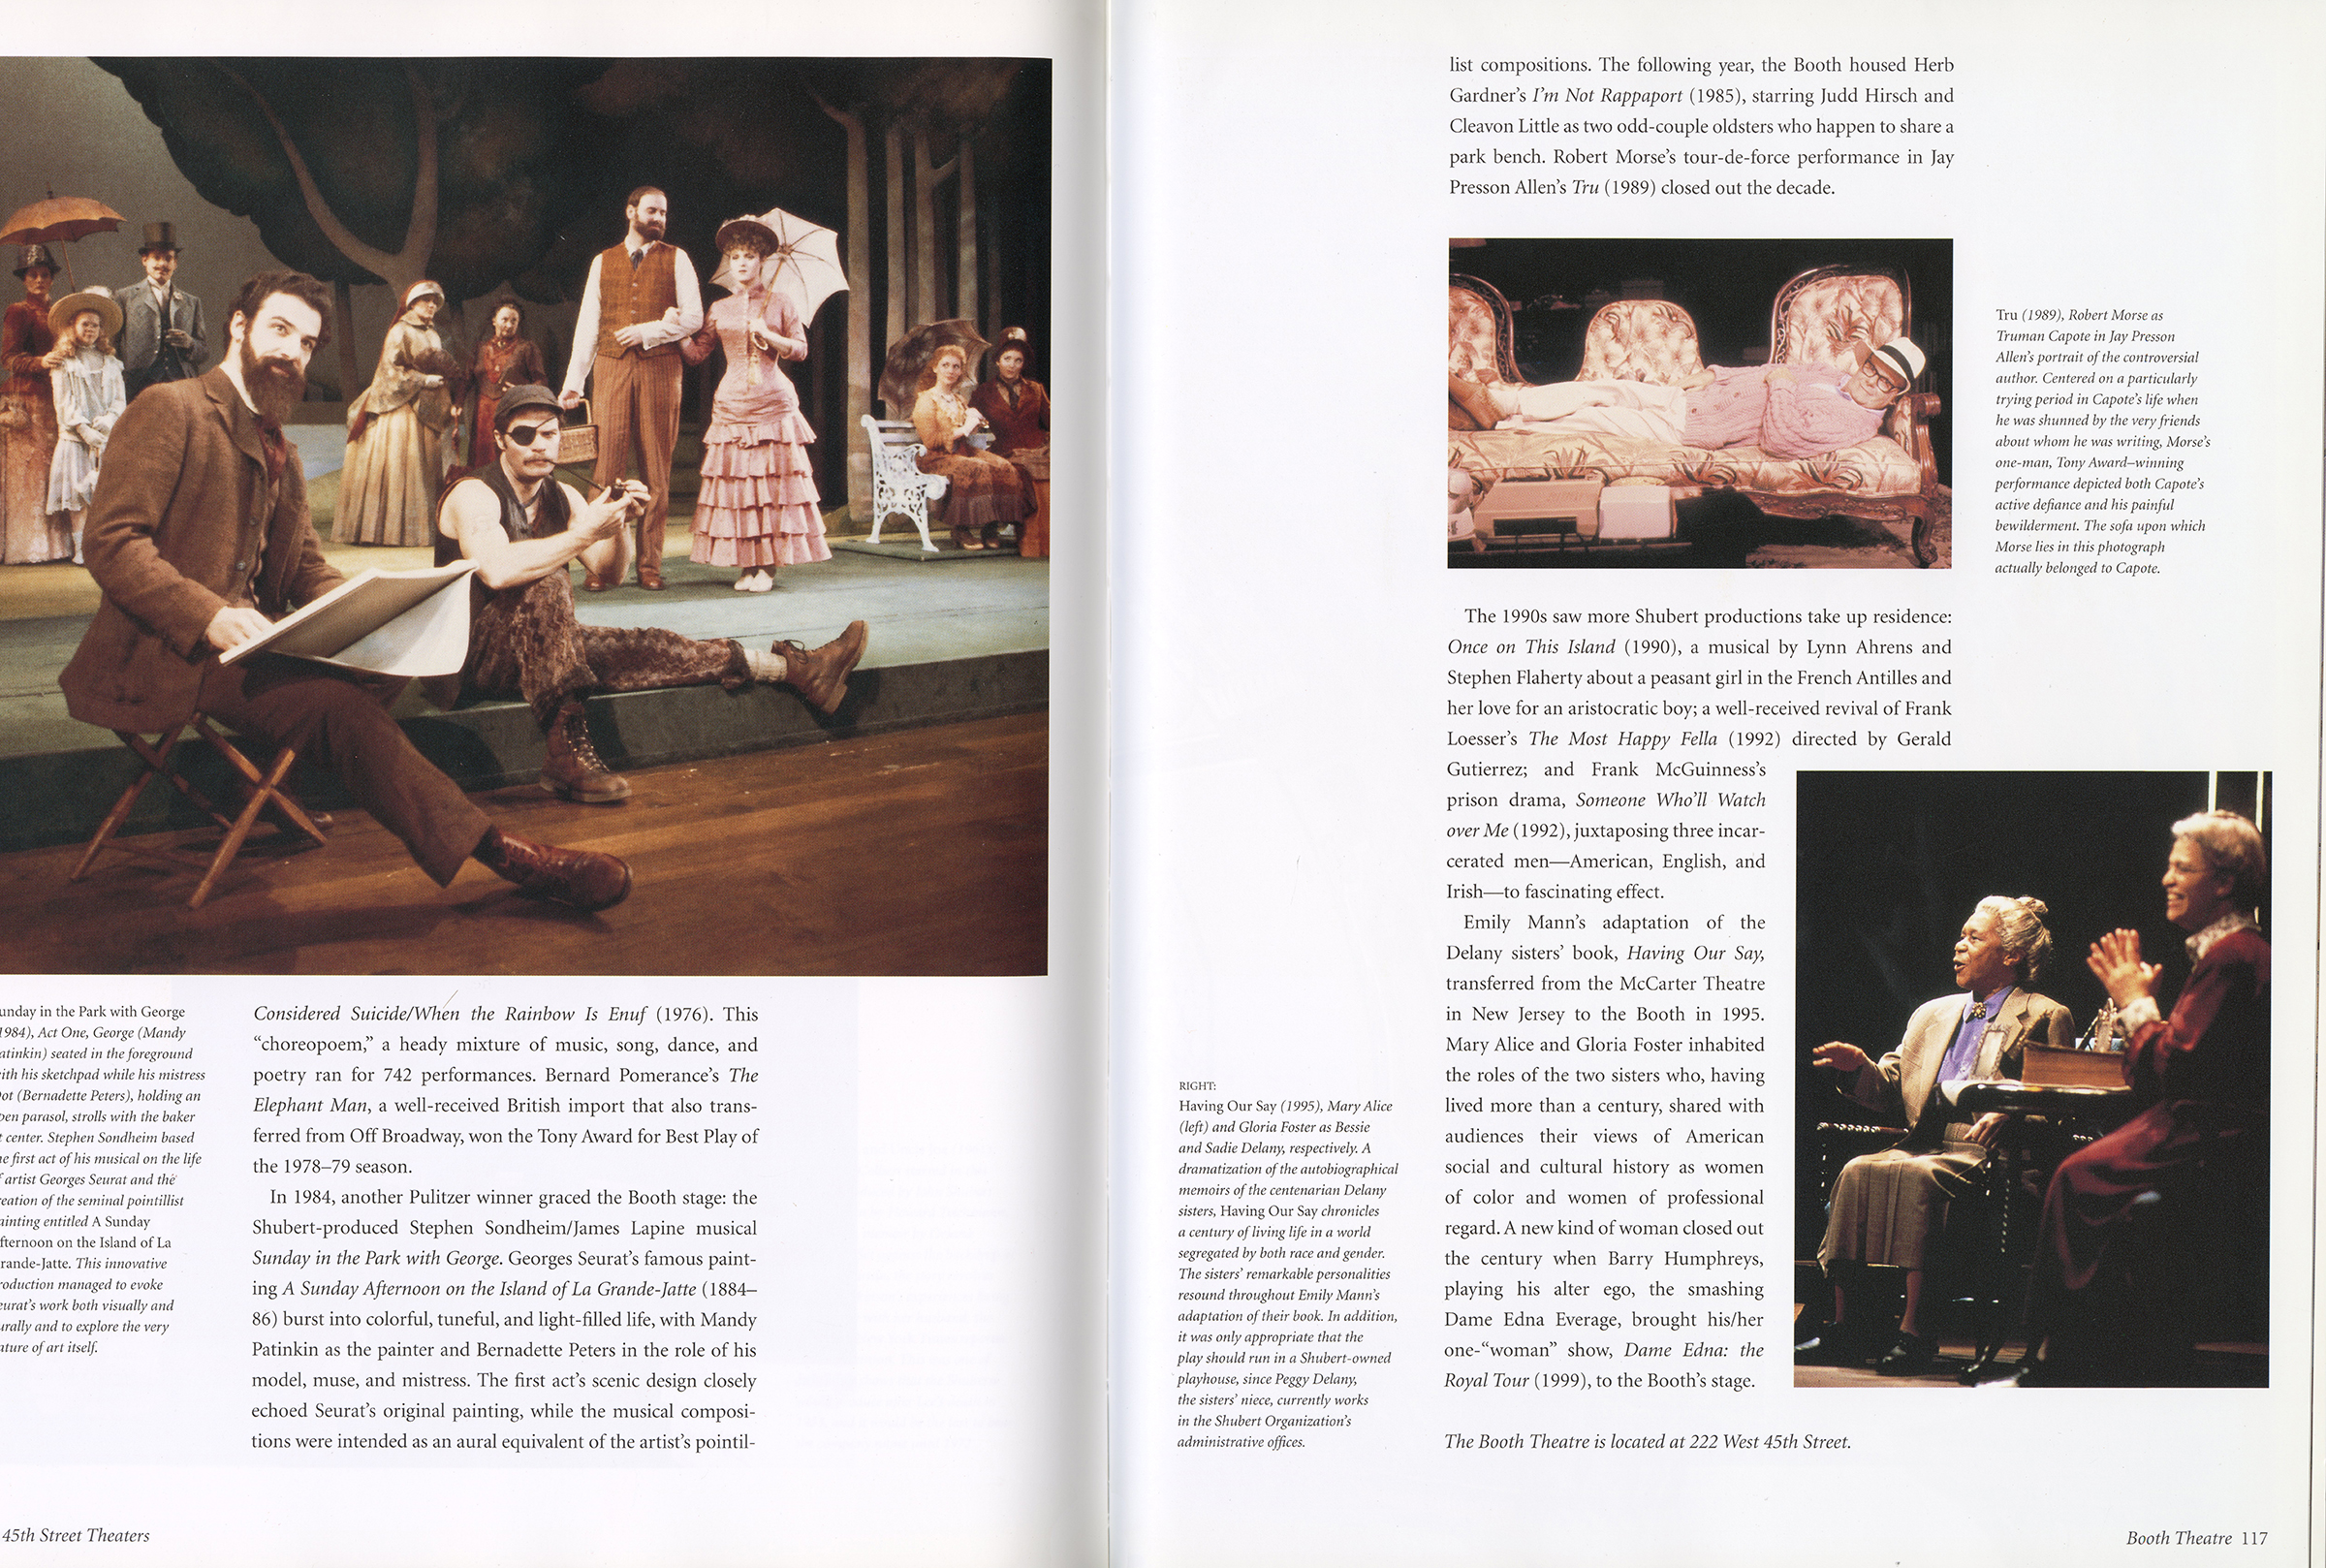 unday in the Park with George
1984), Act One, George (Mandy
atinkin) seated in the foreground
ith his sketchpad while his mistress
ot (Bernadette Peters), holding an
pen parasol, strolls with the baker
t center. Stephen Sondheim based
he first act of his musical on the life
f artist Georges Seurat and the
reation of the seminal pointillist
ainting entitled A Sunday
fternoon on the Island of La
rande-Jatte. This innovative
roduction managed to evoke
eurat's work both visually and
urally and to explore the very
ature of art itself.
Considered Suicide/When the Rainbow Is Enuf (1976). This
“choreopoem,” a heady mixture of music, song, dance, and
poetry ran for 742 performances. Bernard Pomerance’s The
Elephant Man, a well-received British import that also trans-
ferred from Off Broadway, won the Tony Award for Best Play of
the 1978–79 season.
In 1984, another Pulitzer winner graced the Booth stage: the
Shubert-produced Stephen Sondheim/James Lapine musical
Sunday in the Park with George. Georges Seurat’s famous paint-
ing A Sunday Afternoon on the Island of La Grande-Jatte (1884–
86) burst into colorful, tuneful, and light-filled life, with Mandy
Patinkin as the painter and Bernadette Peters in the role of his
model, muse, and mistress. The first act’s scenic design closely
echoed Seurat’s original painting, while the musical composi-
tions were intended as an aural equivalent of the artist’s pointil-
45th Street Theaters
list compositions. The following year, the Booth housed Herb
Gardner’s I’m Not Rappaport (1985), starring Judd Hirsch and
Cleavon Little as two odd-couple oldsters who happen to share a
park bench. Robert Morse’s tour-de-force performance in Jay
Presson Allen’s Tru (1989) closed out the decade.
Tru (1989), Robert Morse as
Truman Capote in Jay Presson
Allen’s portrait of the controversial
author. Centered on a particularly
trying period in Capote’s life when
he was shunned by the very friends
about whom he was writing, Morse’s
one-man, Tony Award–winning
performance depicted both Capote’s
active defiance and his painful
bewilderment. The sofa upon which
Morse lies in this photograph
actually belonged to Capote.
The 1990s saw more Shubert productions take up residence:
Once on This Island (1990), a musical by Lynn Ahrens and
Stephen Flaherty about a peasant girl in the French Antilles and
her love for an aristocratic boy; a well-received revival of Frank
Loesser’s The Most Happy Fella (1992) directed by Gerald
Gutierrez; and Frank McGuinness’s
prison drama, Someone Who’ll Watch
over Me (1992), juxtaposing three incar-
cerated men—American, English, and
Irish—to fascinating effect.
Emily Mann’s adaptation of the
Delany sisters’ book, Having Our Say,
transferred from the McCarter Theatre
in New Jersey to the Booth in 1995.
Mary Alice and Gloria Foster inhabited
the roles of the two sisters who, having
lived more than a century, shared with
audiences their views of American
social and cultural history as women
of color and women of professional
regard. A new kind of woman closed out
the century when Barry Humphreys,
playing his alter ego, the smashing
Dame Edna Everage, brought his/her
one-“woman” show, Dame Edna: the
Royal Tour (1999), to the Booth’s stage.
The Booth Theatre is located at 222 West 45th Street.
RIGHT:
Having Our Say (1995), Mary Alice
(left) and Gloria Foster as Bessie
and Sadie Delany, respectively. A
dramatization of the autobiographical
memoirs of the centenarian Delany
sisters, Having Our Say chronicles
a century of living life in a world
segregated by both race and gender.
The sisters’ remarkable personalities
resound throughout Emily Mann’s
adaptation of their book. In addition,
it was only appropriate that the
play should run in a Shubert-owned
playhouse, since Peggy Delany,
the sisters’ niece, currently works
in the Shubert Organization’s
administrative offices.
Booth Theatre 117